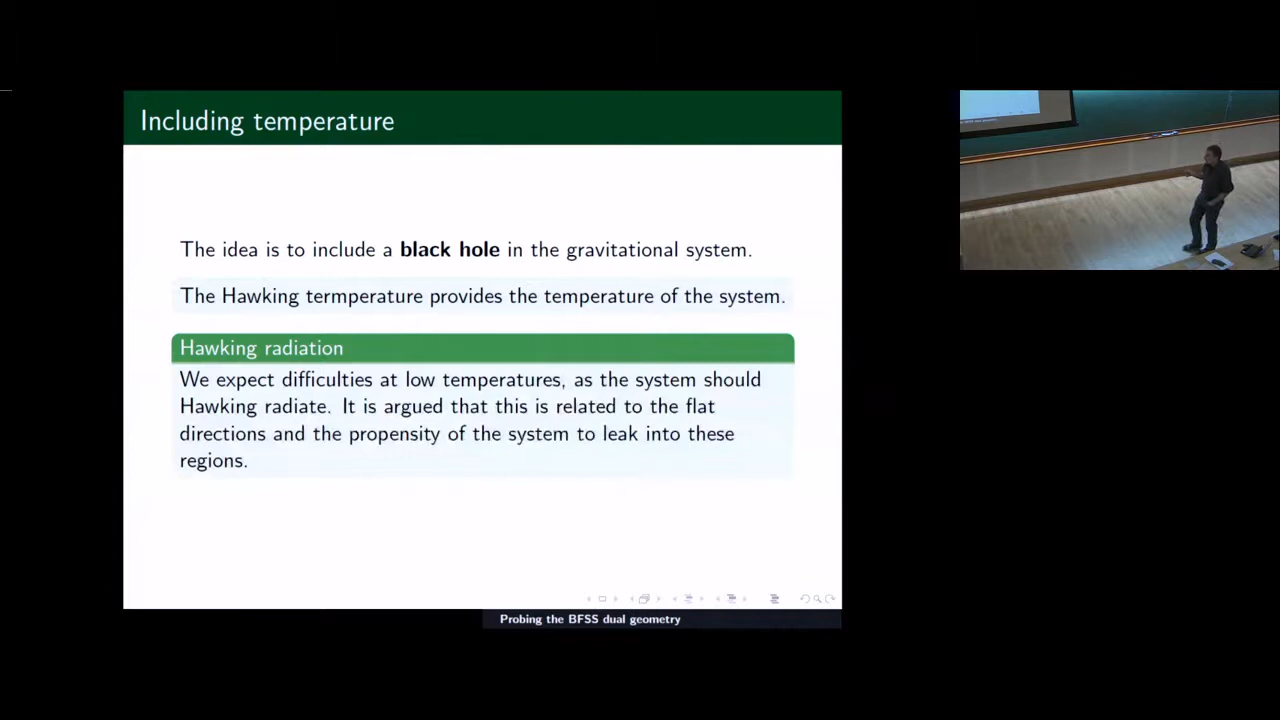 Including temperature
The idea is to include a black hole in the gravitational system.
The Hawking termperature provides the temperature of the system.
Hawking radiation
We expect difficulties at low temperatures, as the system should
Hawking radiate. It is argued that this is related to the flat
directions and the propensity of the system to leak into these
regions.
Probing the BFSS dual geometry